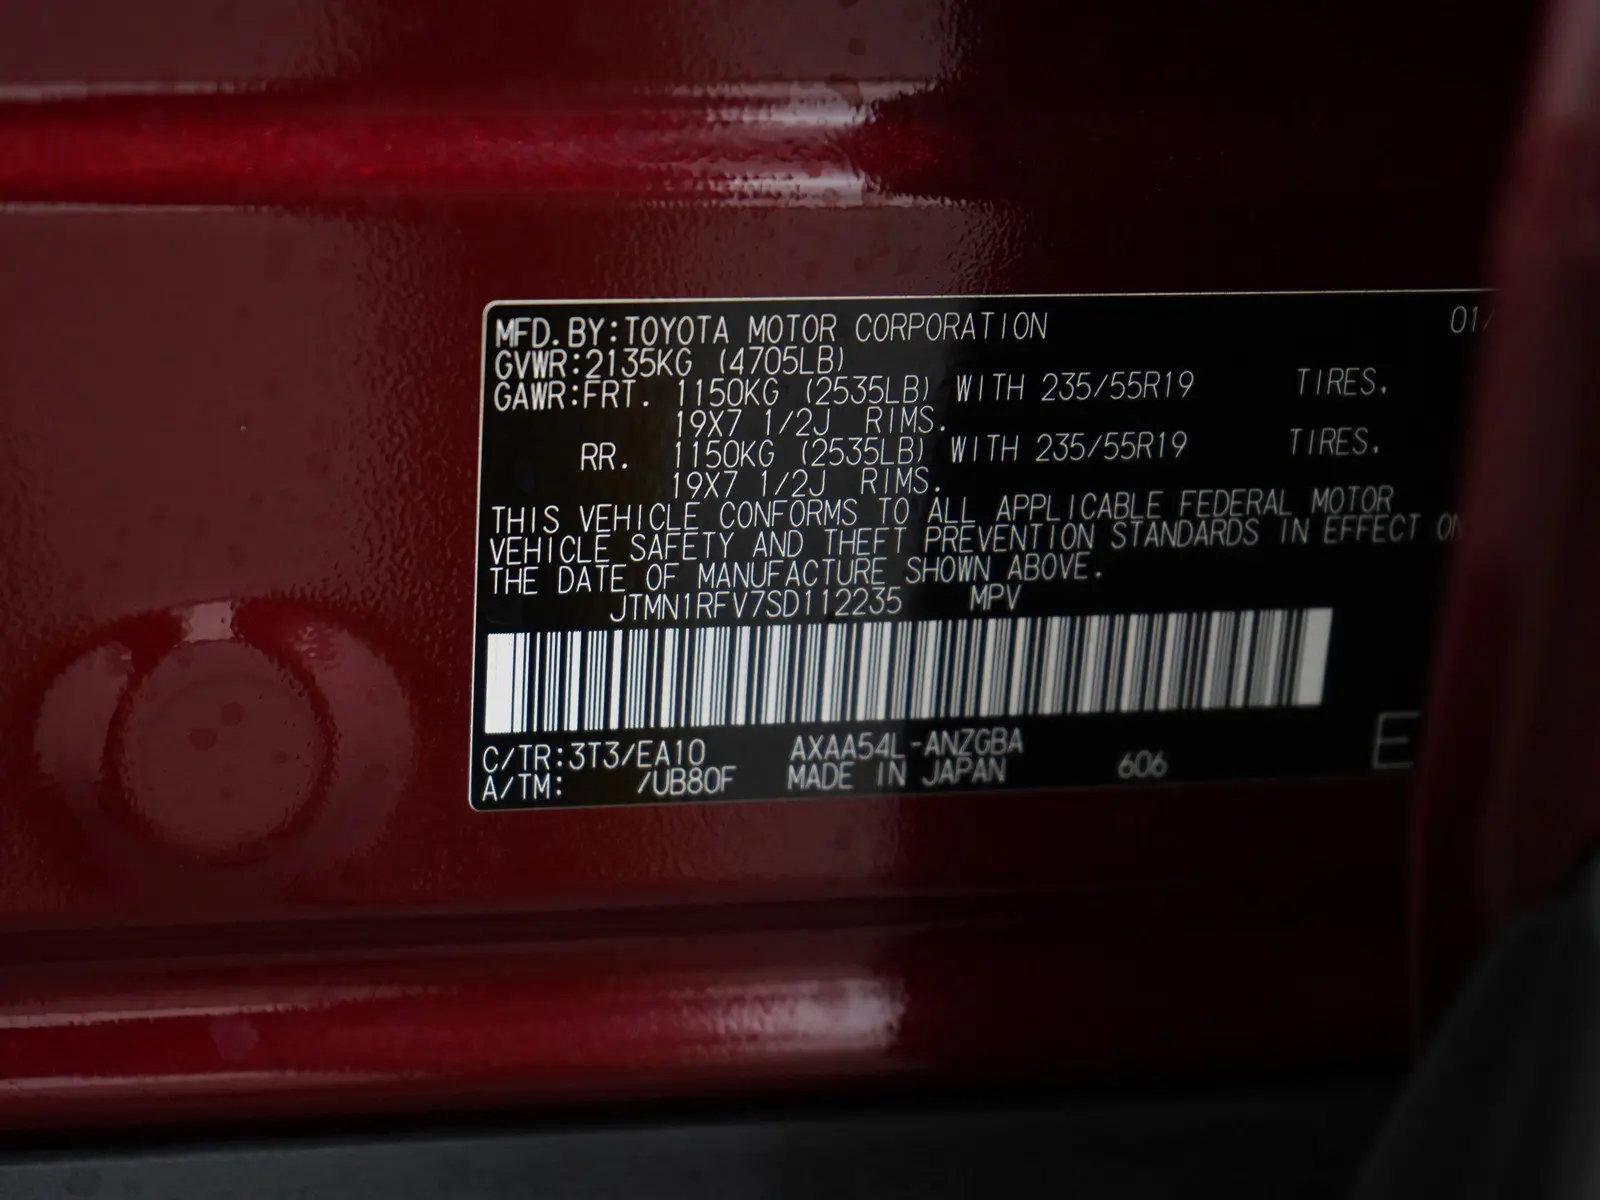 MFD.BY:TOYOTA MOTOR CORPORATION 01/
GVWR:2135KG (4705LB)
GAWR:FRT. 1150KG (2535LB) WITH 235/55R19 TIRES.
19X7 1/2J RIMS.
RR. 1150KG (2535LB) WITH 235/55R19 TIRES.
19X7 1/2J RIMS.
THIS VEHICLE CONFORMS TO ALL APPLICABLE FEDERAL MOTOR
VEHICLE SAFETY AND THEFT PREVENTION STANDARDS IN EFFECT ON
THE DATE OF MANUFACTURE SHOWN ABOVE.
JTMN1RFV7SD112235 MPV
C/TR:3T3/EA10 AXAA54L-ANZGBA
A/TM: /UB80F MADE IN JAPAN 606 E